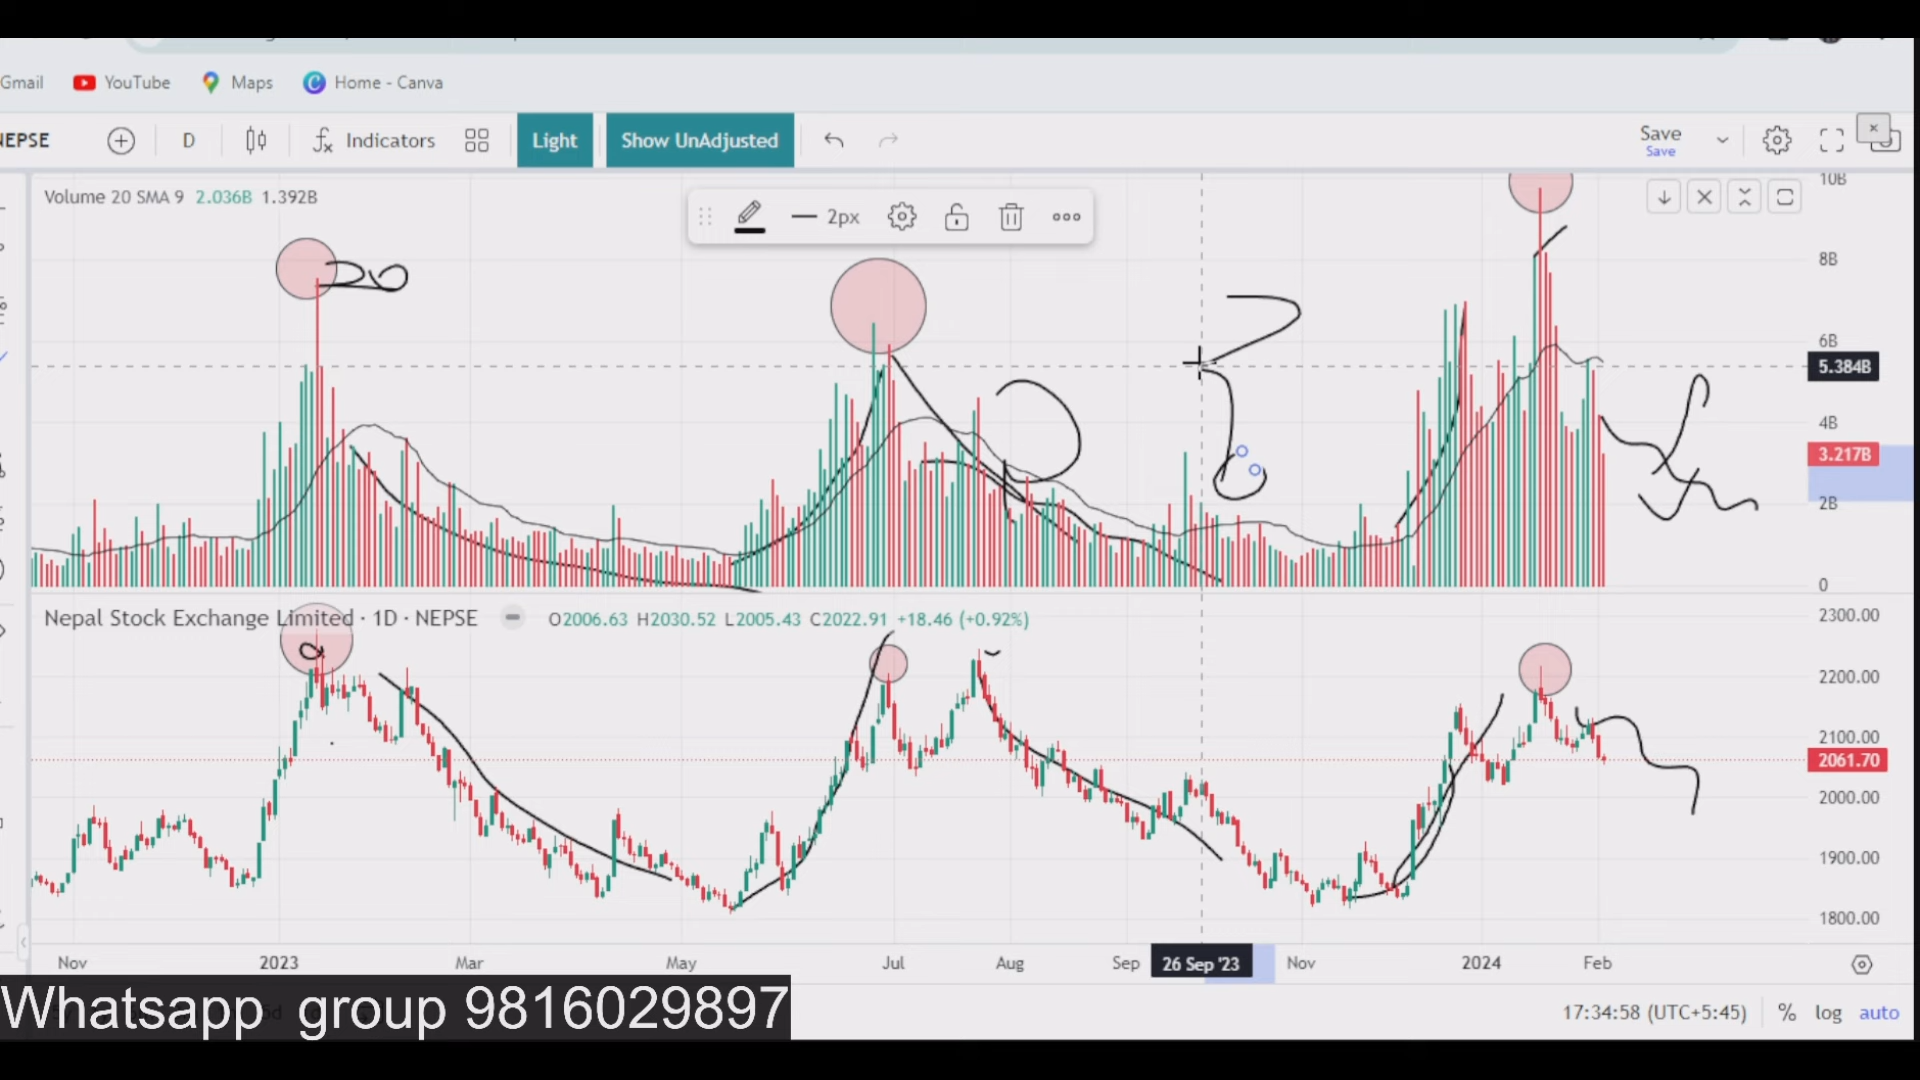 Gmail YouTube Maps Home - Canva
NEPSE D Indicators Light Show UnAdjusted Save
Save
Volume 20 SMA 9 2.036B 1.392B
2px
10B
8B
6B
5.384B
4B
3.217B
2B
0
20
Nepal Stock Exchange Limited · 1D · NEPSE O2006.63 H2030.52 L2005.43 C2022.91 +18.46 (+0.92%)
2300.00
2200.00
2100.00
2061.70
2000.00
1900.00
1800.00
Nov 2023 Mar May Jul Aug Sep 26 Sep '23 Nov 2024 Feb
Whatsapp group 9816029897
17:34:58 (UTC+5:45) % log auto